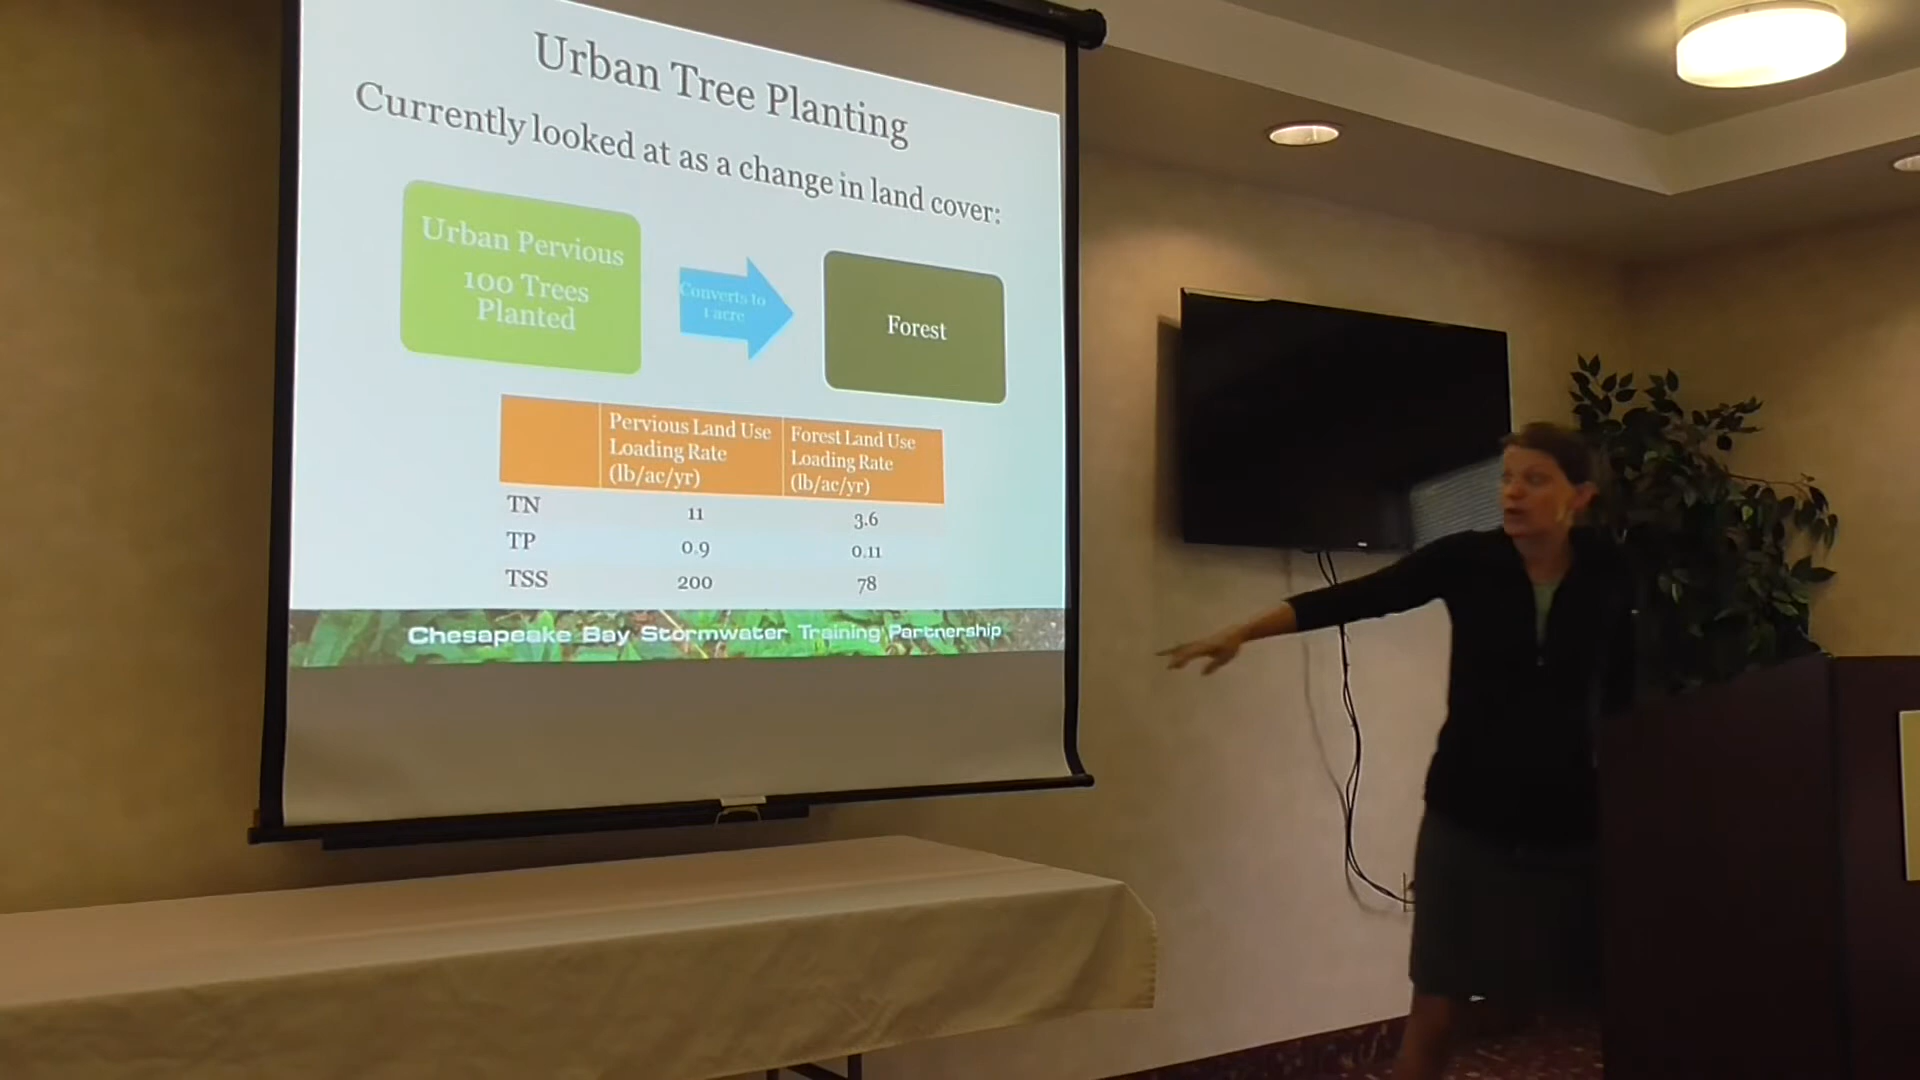 Urban Tree Planting
Currently looked at as a change in land cover:
Urban Pervious
100 Trees
Planted
Converts to
1 acre
Forest
Pervious Land Use
Loading Rate
(lb/ac/yr)
Forest Land Use
Loading Rate
(lb/ac/yr)
TN 11 3.6
TP 0.9 0.11
TSS 200 78
Chesapeake Bay Stormwater Training Partnership